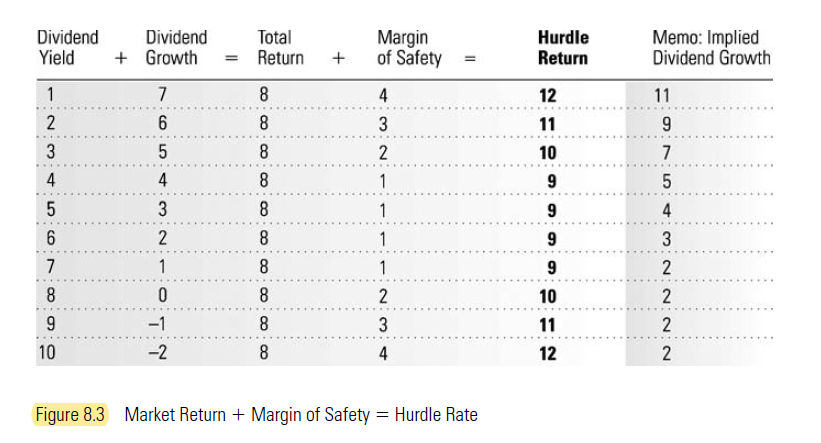 Dividend Dividend Total Margin Hurdle Memo: Implied
Yield + Growth = Return + of Safety = Return Dividend Growth
1 7 8 4 12 11
2 6 8 3 11 9
3 5 8 2 10 7
4 4 8 1 9 5
5 3 8 1 9 4
6 2 8 1 9 3
7 1 8 1 9 2
8 0 8 2 10 2
9 –1 8 3 11 2
10 –2 8 4 12 2
Figure 8.3 Market Return + Margin of Safety = Hurdle Rate